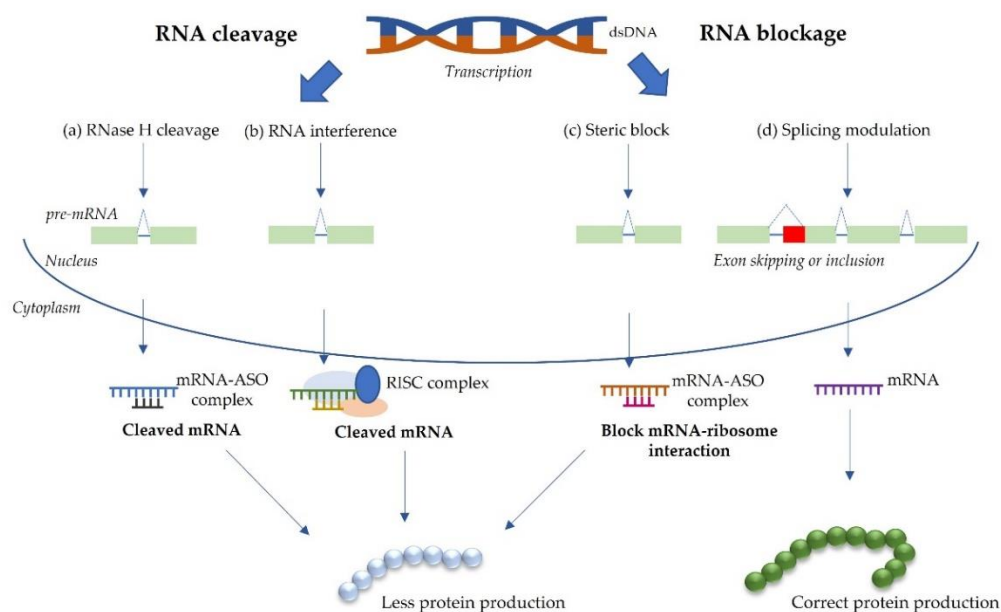 RNA cleavage
dsDNA
RNA blockage
Transcription
(a) RNase H cleavage
(b) RNA interference
(c) Steric block
(d) Splicing modulation
pre-mRNA
Nucleus
Exon skipping or inclusion
Cytoplasm
mRNA-ASO
complex
Cleaved mRNA
RISC complex
Cleaved mRNA
mRNA-ASO
complex
Block mRNA-ribosome
interaction
mRNA
Less protein production
Correct protein production